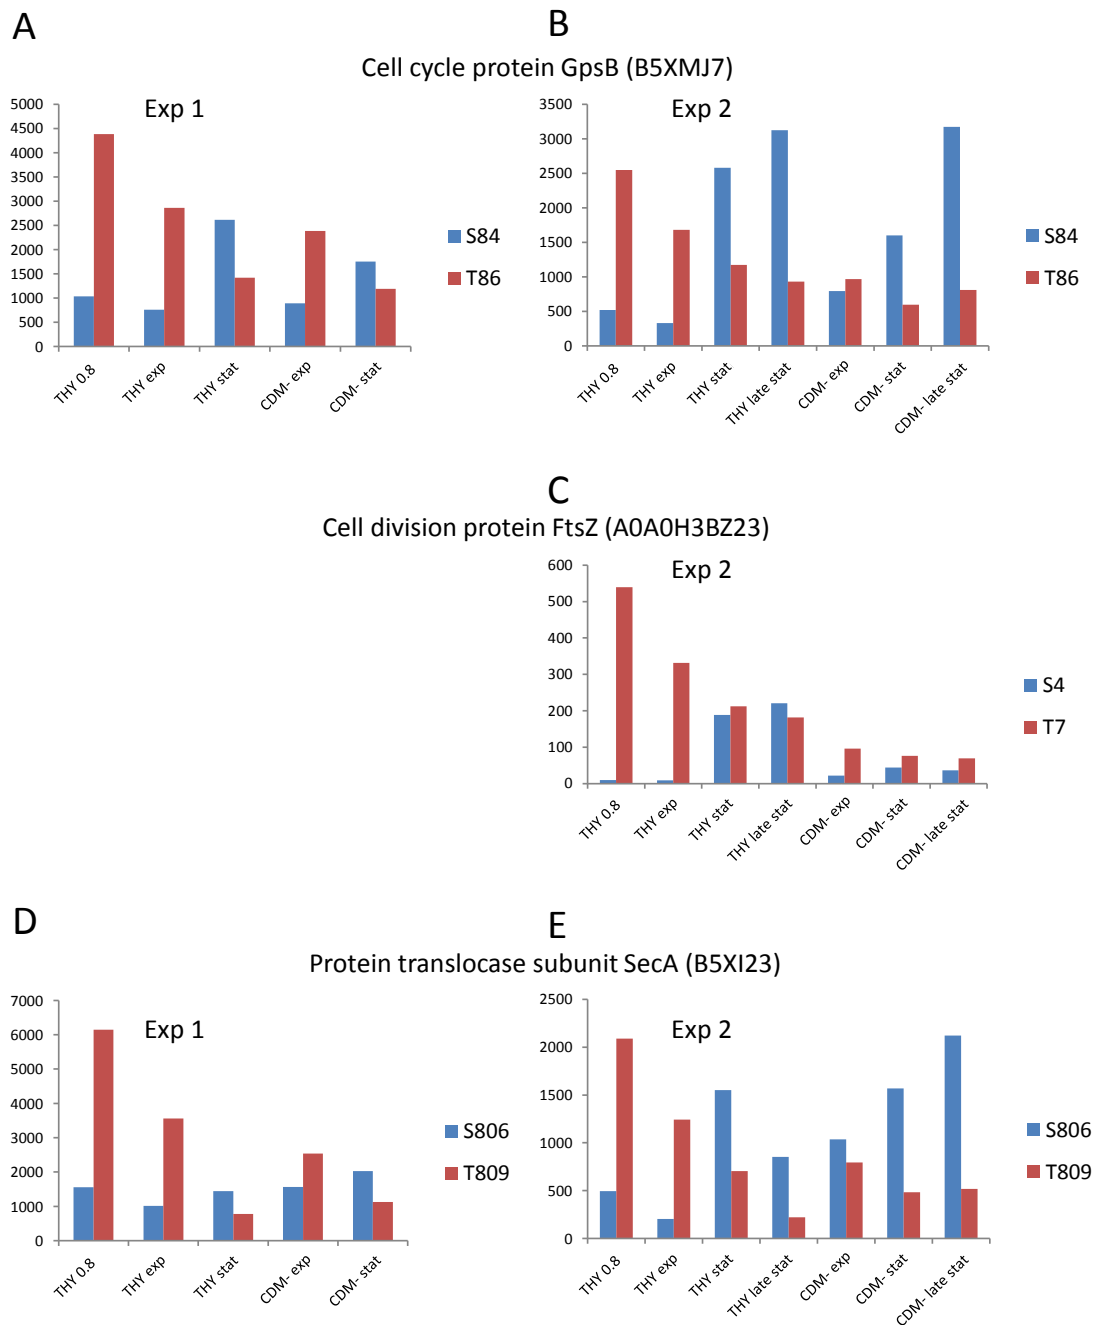 A
B
Cell cycle protein GpsB (B5XMJ7)
Exp 1
5000
4500
4000
3500
3000
2500
2000
1500
1000
500
0
THY 0.8
THY exp
THY stat
CDM- exp
CDM- stat
S84
T86
Exp 2
3500
3000
2500
2000
1500
1000
500
0
THY 0.8
THY exp
THY stat
THY late stat
CDM- exp
CDM- stat
CDM- late stat
S84
T86
C
Cell division protein FtsZ (A0A0H3BZ23)
Exp 2
600
500
400
300
200
100
0
THY 0.8
THY exp
THY stat
THY late stat
CDM- exp
CDM- stat
CDM- late stat
S4
T7
D
E
Protein translocase subunit SecA (B5XI23)
Exp 1
7000
6000
5000
4000
3000
2000
1000
0
THY 0.8
THY exp
THY stat
CDM- exp
CDM- stat
S806
T809
Exp 2
2500
2000
1500
1000
500
0
THY 0.8
THY exp
THY stat
THY late stat
CDM- exp
CDM- stat
CDM- late stat
S806
T809